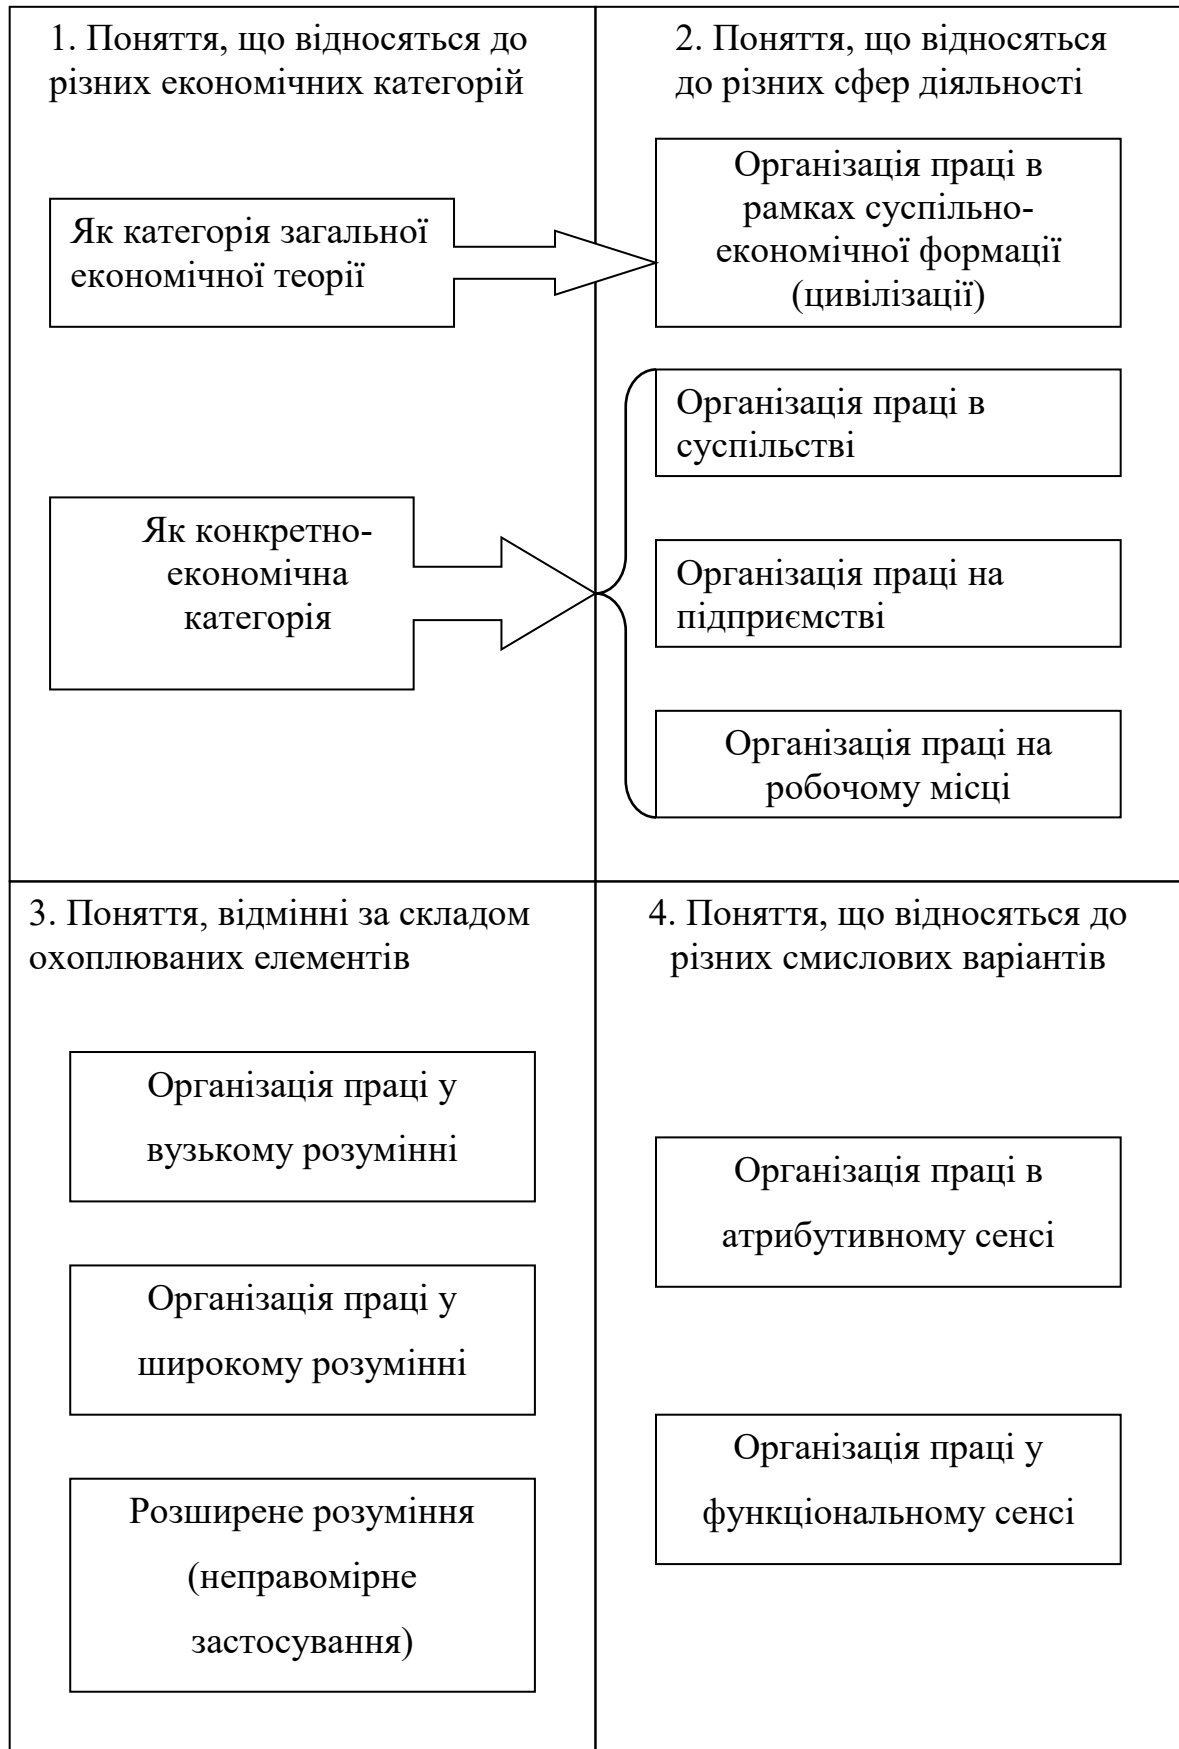 1. Поняття, що відносяться до
різних економічних категорій
Як категорія загальної
економічної теорії
Як конкретно-
економічна
категорія
2. Поняття, що відносяться
до різних сфер діяльності
Організація праці в
рамках суспільно-
економічної формації
(цивілізації)
Організація праці в
суспільстві
Організація праці на
підприємстві
Організація праці на
робочому місці
3. Поняття, відмінні за складом
охоплюваних елементів
Організація праці у
вузькому розумінні
Організація праці у
широкому розумінні
Розширене розуміння
(неправомірне
застосування)
4. Поняття, що відносяться до
різних смислових варіантів
Організація праці в
атрибутивному сенсі
Організація праці у
функціональному сенсі